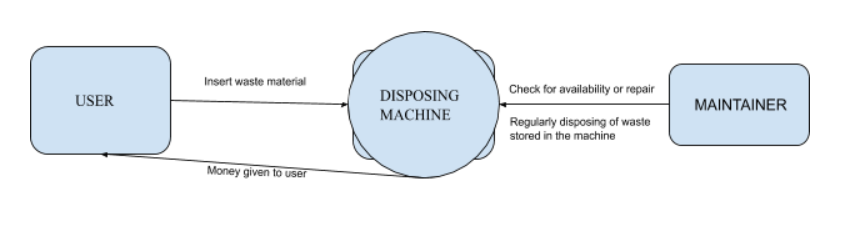 USER
Insert waste material
DISPOSING
MACHINE
Check for availability or repair
Regularly disposing of waste
stored in the machine
MAINTAINER
Money given to user